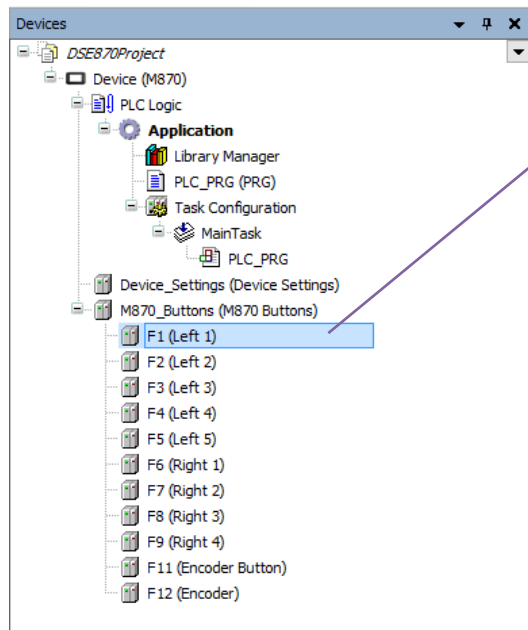 Devices
DSE870Project
Device (M870)
PLC Logic
Application
Library Manager
PLC_PRG (PRG)
Task Configuration
MainTask
PLC_PRG
Device_Settings (Device Settings)
M870_Buttons (M870 Buttons)
F1 (Left 1)
F2 (Left 2)
F3 (Left 3)
F4 (Left 4)
F5 (Left 5)
F6 (Right 1)
F7 (Right 2)
F8 (Right 3)
F9 (Right 4)
F11 (Encoder Button)
F12 (Encoder)